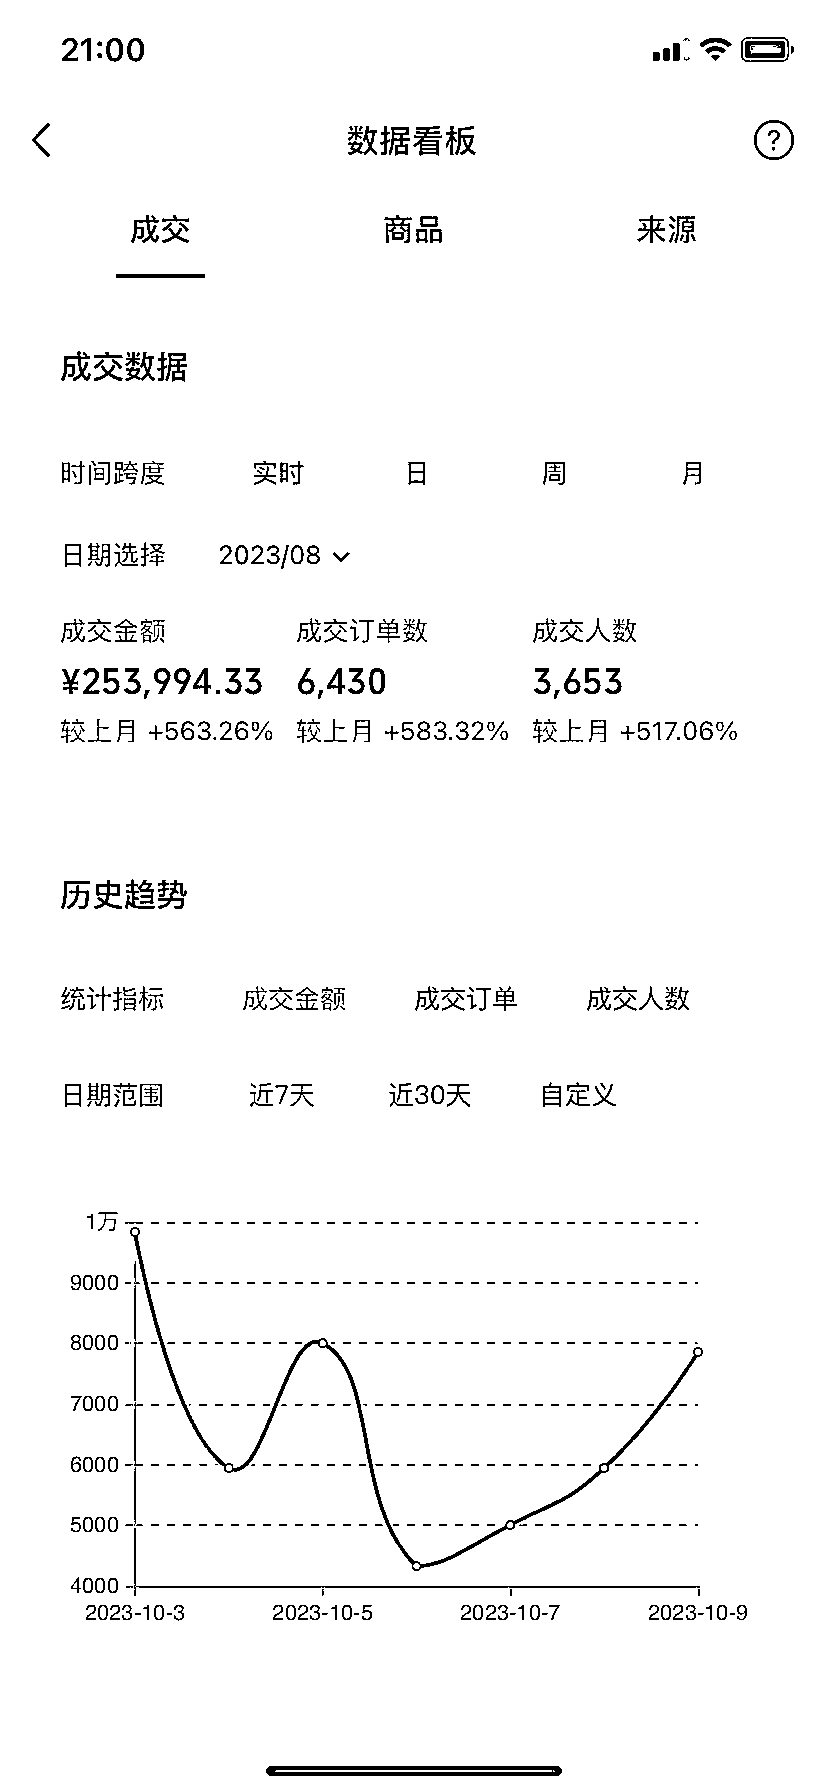 21:00
数据看板
成交 商品 来源
成交数据
时间跨度 实时 日 周 月
日期选择 2023/08
成交金额 成交订单数 成交人数
¥253,994.33 6,430 3,653
较上月 +563.26% 较上月 +583.32% 较上月 +517.06%
历史趋势
统计指标 成交金额 成交订单 成交人数
日期范围 近7天 近30天 自定义
1万
9000
8000
7000
6000
5000
4000
2023-10-3 2023-10-5 2023-10-7 2023-10-9